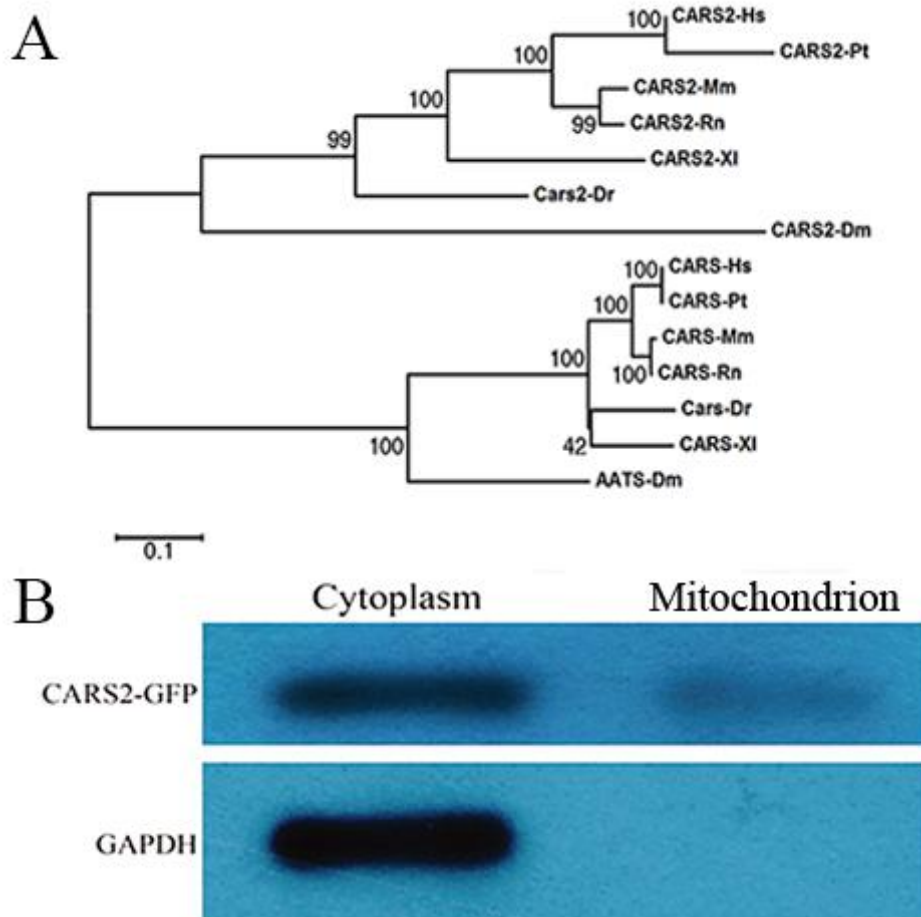 A
100
CARS2-Hs
CARS2-Pt
100
CARS2-Mm
100
99
CARS2-Rn
99
CARS2-Xl
Cars2-Dr
CARS2-Dm
100
CARS-Hs
CARS-Pt
100
CARS-Mm
100
100
CARS-Rn
Cars-Dr
42
CARS-Xl
100
AATS-Dm
0.1
B
Cytoplasm Mitochondrion
CARS2-GFP
GAPDH